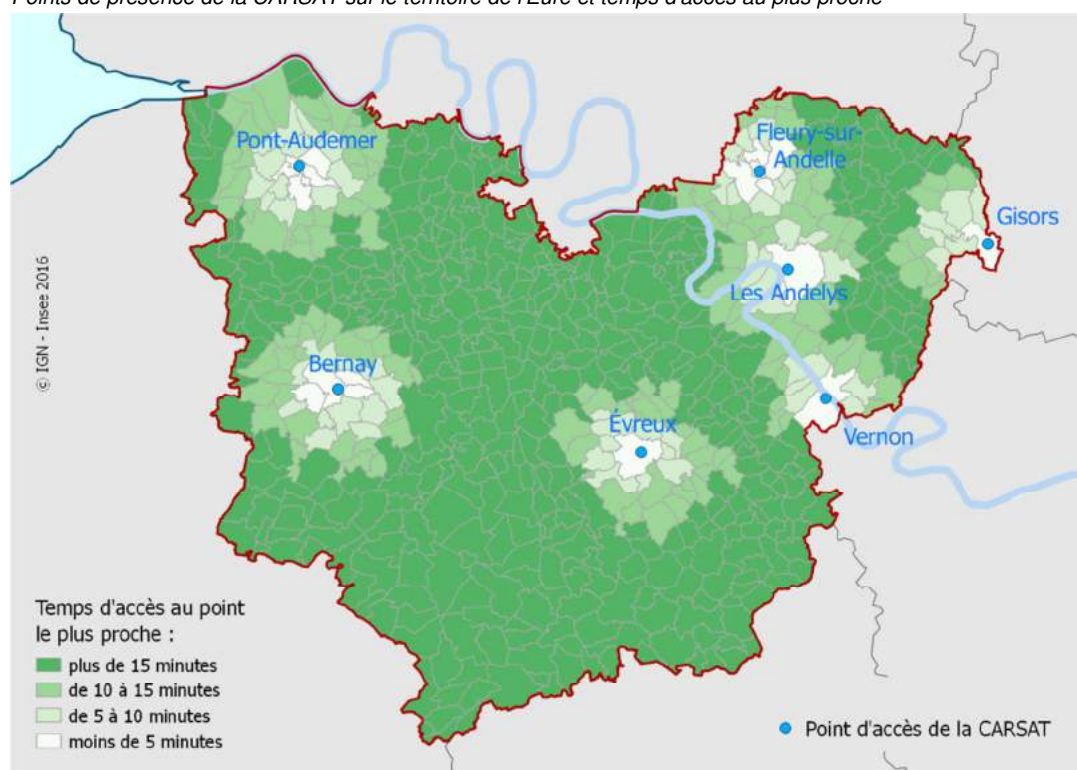 Points de présence de la CARSAT sur le territoire de l'Eure et temps d'accès au plus proche
Pont-Audemer
Fleury-sur-
Andelle
Gisors
Les Andelys
Bernay
Évreux
Vernon
© IGN - Insee 2016
Temps d'accès au point
le plus proche :
plus de 15 minutes
de 10 à 15 minutes
de 5 à 10 minutes
moins de 5 minutes
Point d'accès de la CARSAT